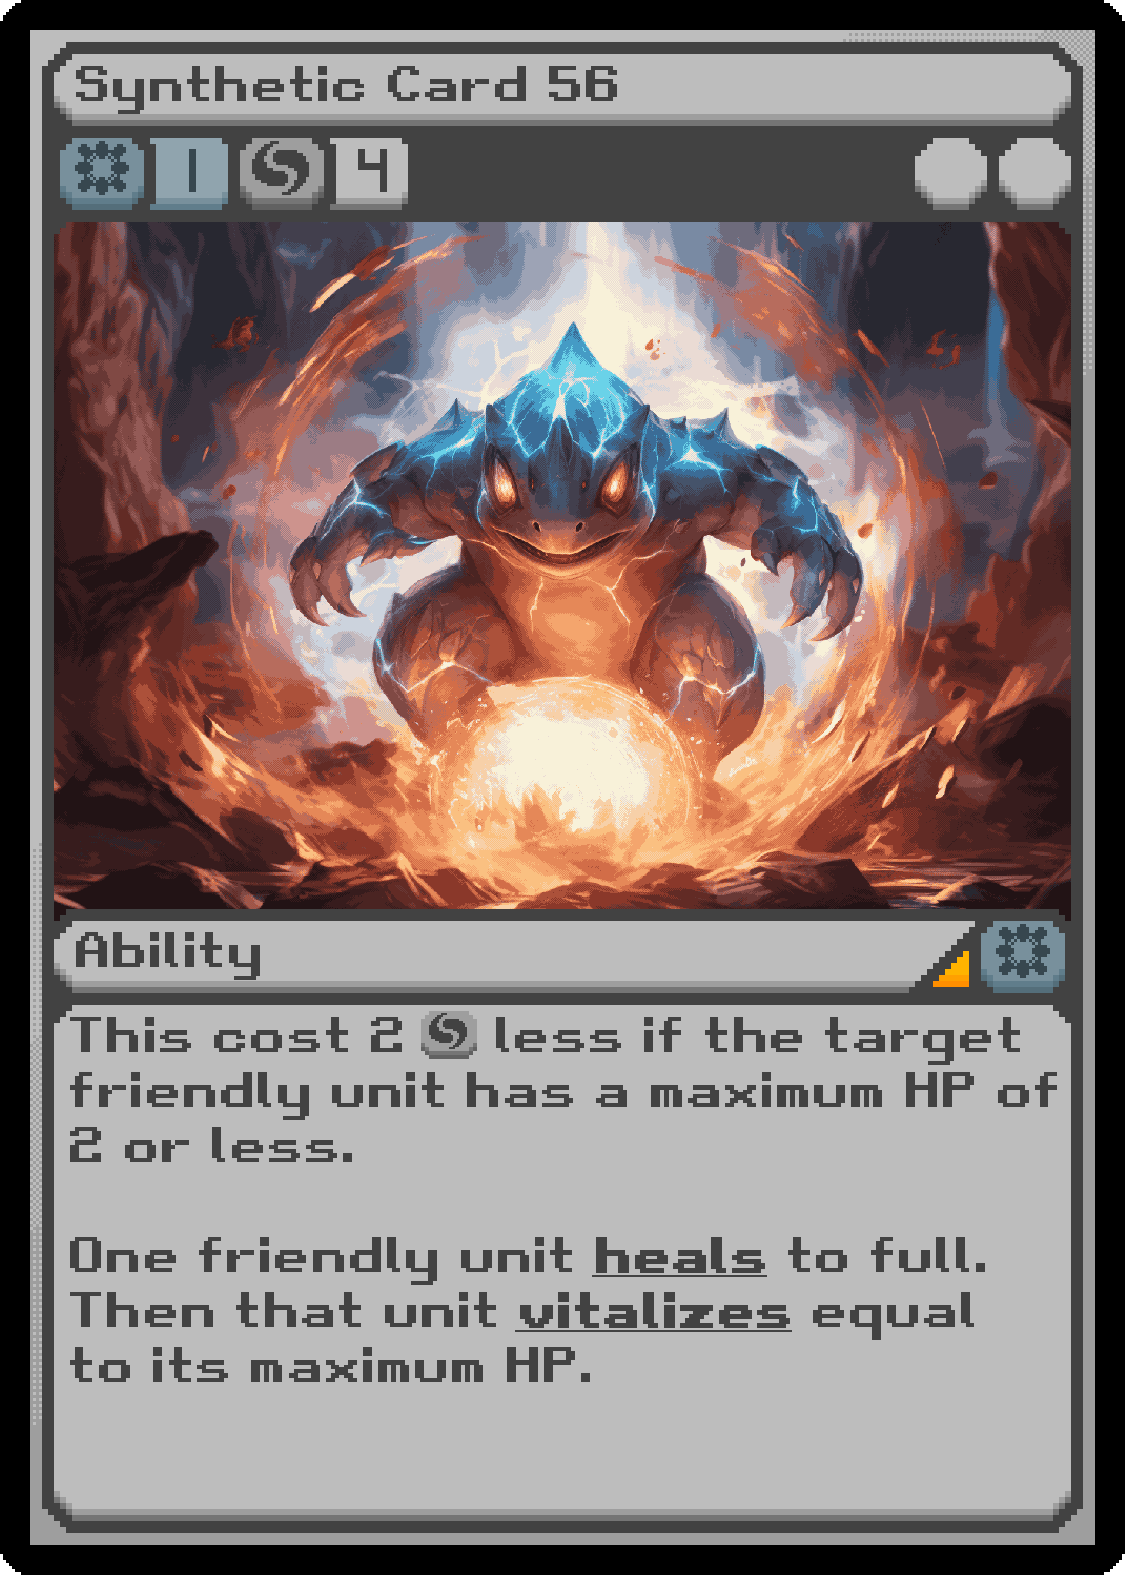 Synthetic Card 56
1 4
Ability
This cost 2 less if the target
friendly unit has a maximum HP of
2 or less.
One friendly unit heals to full.
Then that unit vitalizes equal
to its maximum HP.